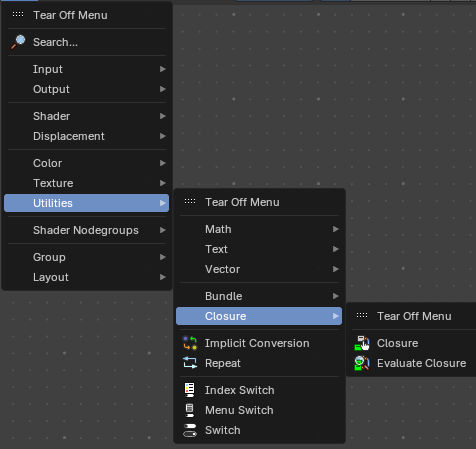 Tear Off Menu
Search...
Input
Output
Shader
Displacement
Color
Texture
Utilities
Shader Nodegroups
Group
Layout
Tear Off Menu
Math
Text
Vector
Bundle
Closure
Implicit Conversion
Repeat
Index Switch
Menu Switch
Switch
Tear Off Menu
Closure
Evaluate Closure